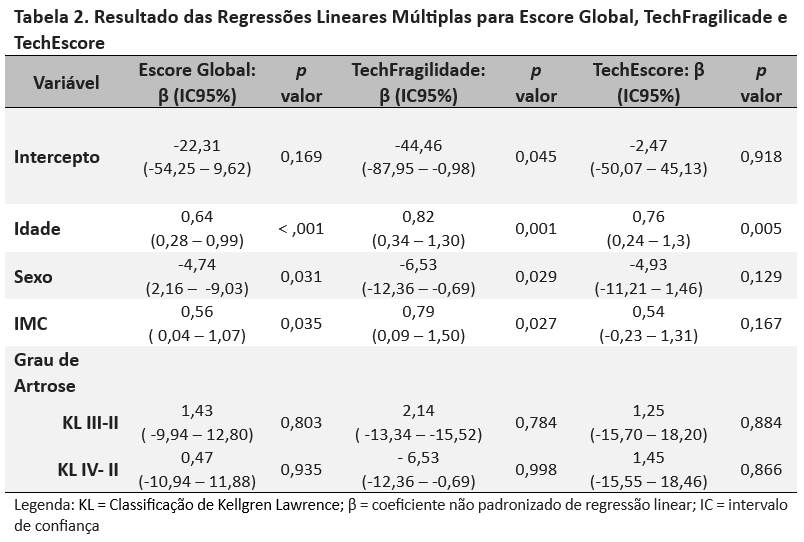 Tabela 2. Resultado das Regressões Lineares Múltiplas para Escore Global, TechFragilicade e
TechEscore
Variável Escore Global: β (IC95%) p valor TechFragilidade: β (IC95%) p valor TechEscore: β (IC95%) p valor
Intercepto -22,31 (-54,25 – 9,62) 0,169 -44,46 (-87,95 – -0,98) 0,045 -2,47 (-50,07 – 45,13) 0,918
Idade 0,64 (0,28 – 0,99) < ,001 0,82 (0,34 – 1,30) 0,001 0,76 (0,24 – 1,3) 0,005
Sexo -4,74 (2,16 – -9,03) 0,031 -6,53 (-12,36 – -0,69) 0,029 -4,93 (-11,21 – 1,46) 0,129
IMC 0,56 ( 0,04 – 1,07) 0,035 0,79 (0,09 – 1,50) 0,027 0,54 (-0,23 – 1,31) 0,167
Grau de
Artrose
KL III-II 1,43 ( -9,94 – 12,80) 0,803 2,14 ( -13,34 – -15,52) 0,784 1,25 (-15,70 – 18,20) 0,884
KL IV- II 0,47 (-10,94 – 11,88) 0,935 - 6,53 (-12,36 – -0,69) 0,998 1,45 (-15,55 – 18,46) 0,866
Legenda: KL = Classificação de Kellgren Lawrence; β = coeficiente não padronizado de regressão linear; IC = intervalo
de confiança